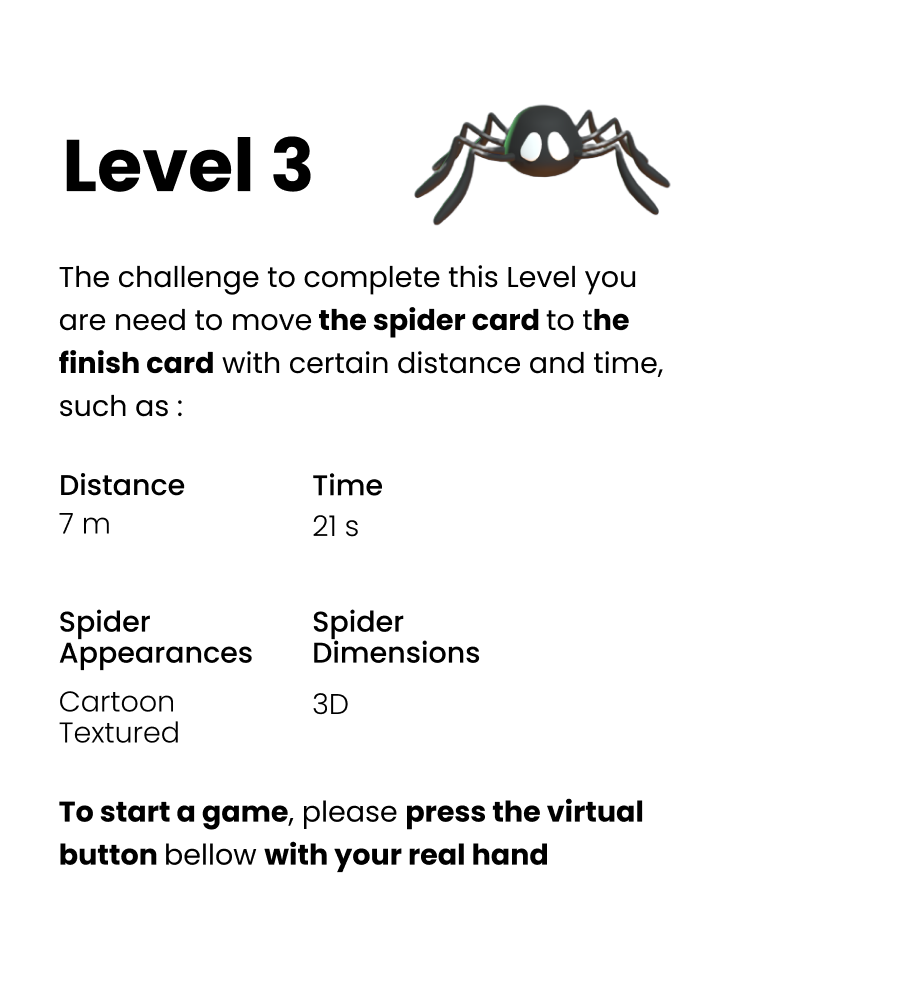 Level 3
The challenge to complete this Level you
are need to move the spider card to the
finish card with certain distance and time,
such as :
Distance
7 m
Time
21 s
Spider
Appearances
Cartoon
Textured
Spider
Dimensions
3D
To start a game, please press the virtual
button bellow with your real hand